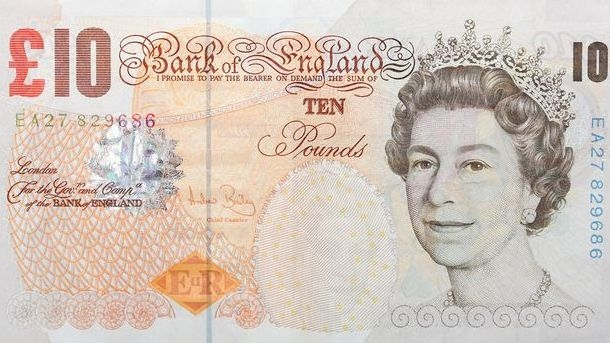 £10
Bank of England
10
I PROMISE TO PAY THE BEARER ON DEMAND THE SUM OF
TEN
Pounds
EA27 829686
EA27 829686
London
For the Govr. and Compa.
of the BANK of ENGLAND
Andrew Bailey
Chief Cashier
EIIR